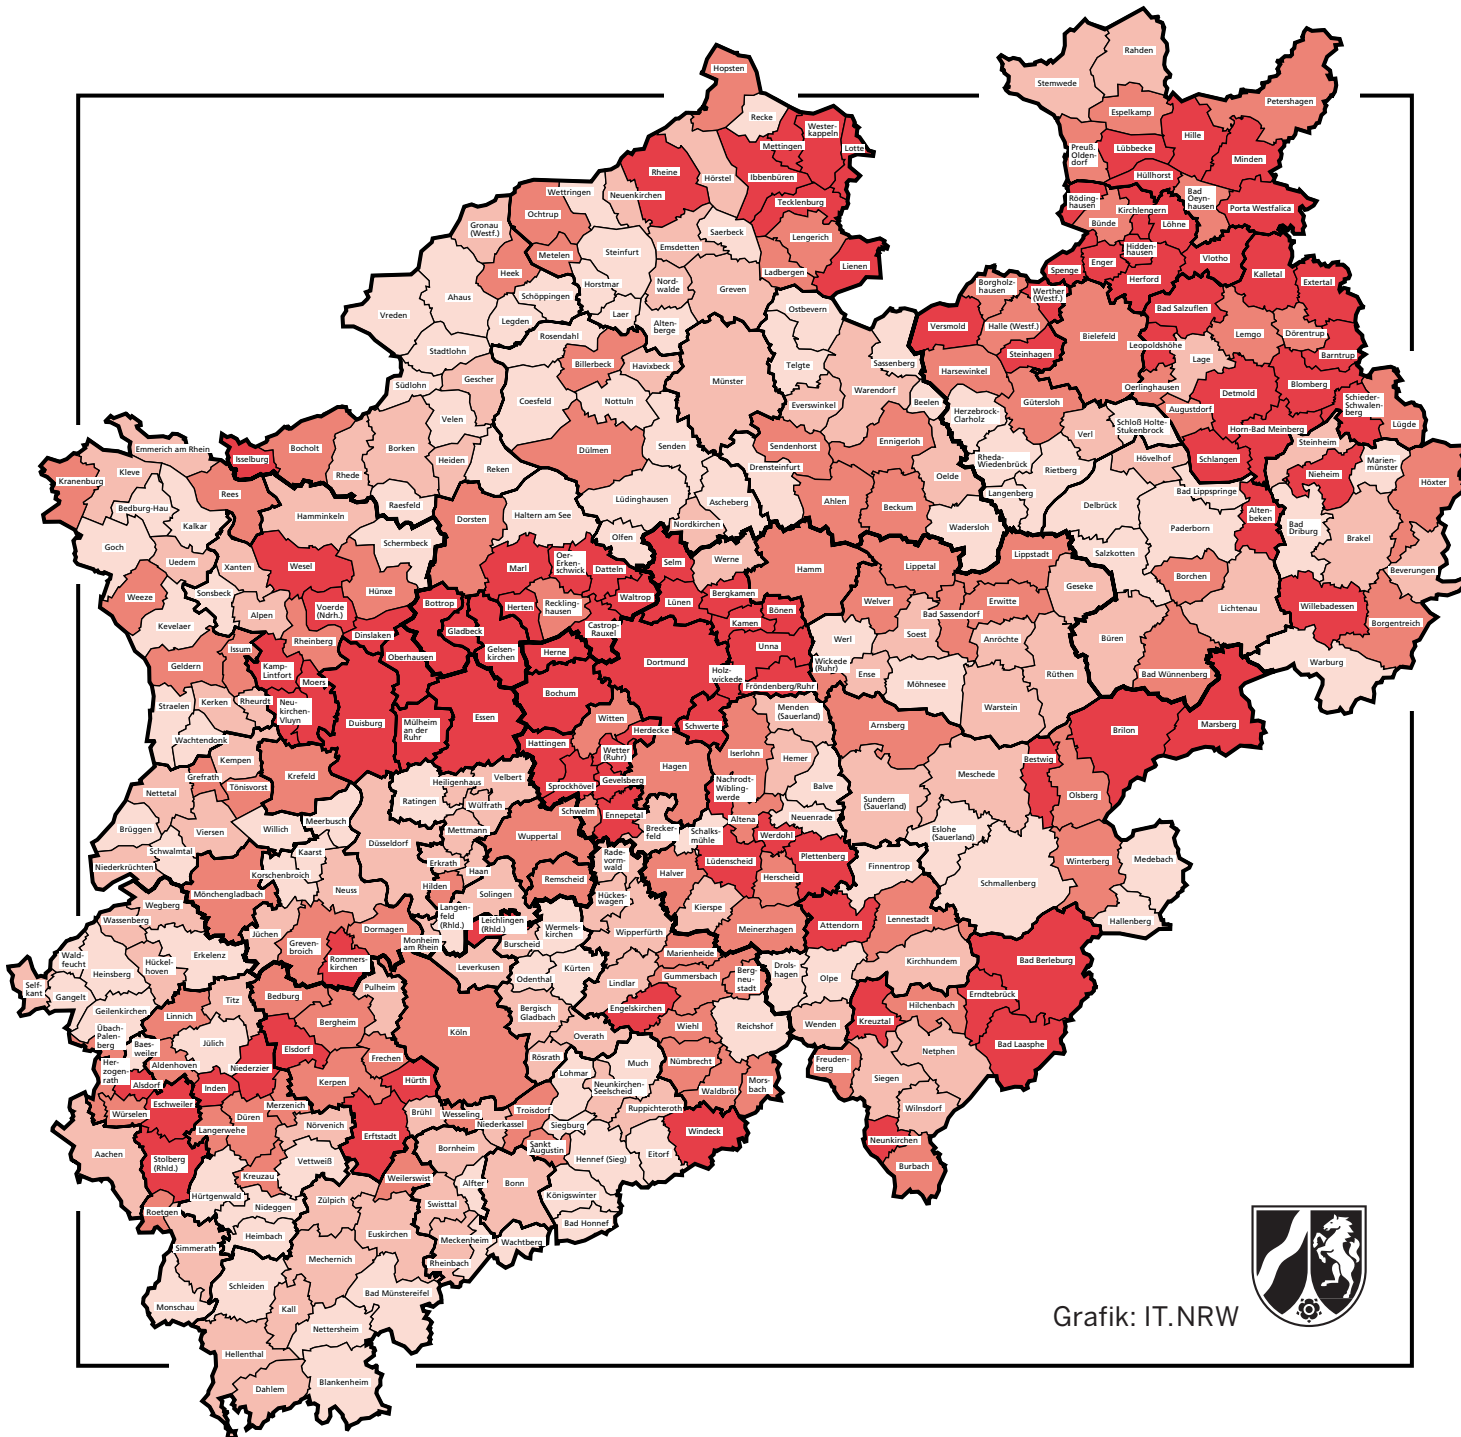 Rahden
Stemwede
Hopsten
Petershagen
Espelkamp
Recke
Wester-
kappeln
Hille
Mettingen
Lotte
Preuß.
Olden-
dorf
Lübbecke
Minden
Rheine
Hörstel
Ibbenbüren
Hüllhorst
Wettringen
Neuenkirchen
Tecklenburg
Röding-
hausen
Bad
Oeyn-
hausen
Kirchlengern
Porta Westfalica
Ochtrup
Bünde
Löhne
Gronau
(Westf.)
Saerbeck
Lengerich
Metelen
Steinfurt
Emsdetten
Hidden-
hausen
Vlotho
Enger
Lienen
Heek
Ladbergen
Spenge
Herford
Kalletal
Extertal
Horstmar
Nord-
walde
Greven
Borgholz-
hausen
Werther
(Westf.)
Ahaus
Schöppingen
Vreden
Laer
Ostbevern
Bad Salzuflen
Legden
Alten-
berge
Versmold
Halle (Westf.)
Bielefeld
Lemgo
Dörentrup
Rosendahl
Leopoldshöhe
Stadtlohn
Billerbeck
Havixbeck
Telgte
Sassenberg
Steinhagen
Lage
Barntrup
Gescher
Münster
Harsewinkel
Südlohn
Warendorf
Oerlinghausen
Blomberg
Coesfeld
Nottuln
Everswinkel
Beelen
Gütersloh
Detmold
Schieder-
Schwalen-
berg
Velen
Herzebrock-
Clarholz
Augustdorf
Lügde
Schloß Holte-
Stukenbrock
Horn-Bad Meinberg
Verl
Emmerich am Rhein
Bocholt
Borken
Dülmen
Senden
Sendenhorst
Ennigerloh
Steinheim
Isselburg
Heiden
Drensteinfurt
Rheda-
Wiedenbrück
Hövelhof
Schlangen
Marien-
münster
Kleve
Rhede
Reken
Rietberg
Nieheim
Kranenburg
Oelde
Höxter
Rees
Raesfeld
Lüdinghausen
Ascheberg
Ahlen
Langenberg
Bad Lippspringe
Bedburg-Hau
Hamminkeln
Dorsten
Haltern am See
Beckum
Delbrück
Alten-
beken
Kalkar
Nordkirchen
Wadersloh
Paderborn
Bad
Driburg
Brakel
Goch
Schermbeck
Olfen
Salzkotten
Uedem
Xanten
Wesel
Marl
Oer-
Erken-
schwick
Datteln
Selm
Werne
Hamm
Lippetal
Lippstadt
Beverungen
Geseke
Borchen
Weeze
Sonsbeck
Hünxe
Bottrop
Herten
Reckling-
hausen
Waltrop
Lünen
Bergkamen
Welver
Erwitte
Lichtenau
Willebadessen
Alpen
Voerde
(Ndrh.)
Bönen
Bad Sassendorf
Borgentreich
Kevelaer
Dinslaken
Gladbeck
Castrop-
Rauxel
Kamen
Werl
Soest
Anröchte
Büren
Issum
Rheinberg
Oberhausen
Gelsen-
kirchen
Herne
Dortmund
Unna
Wickede
(Ruhr)
Warburg
Geldern
Kamp-
Lintfort
Moers
Holz-
wickede
Ense
Möhnesee
Rüthen
Bad Wünnenberg
Straelen
Kerken
Rheurdt
Neu-
kirchen-
Vluyn
Bochum
Fröndenberg/Ruhr
Warstein
Duisburg
Mülheim
an der
Ruhr
Essen
Witten
Menden
(Sauerland)
Arnsberg
Brilon
Marsberg
Wachtendonk
Herdecke
Schwerte
Hattingen
Wetter
(Ruhr)
Iserlohn
Hemer
Bestwig
Kempen
Krefeld
Hagen
Meschede
Grefrath
Heiligenhaus
Velbert
Gevelsberg
Nachrodt-
Wibling-
werde
Balve
Olsberg
Nettetal
Tönisvorst
Ratingen
Sprockhövel
Sundern
(Sauerland)
Wülfrath
Schwelm
Ennepetal
Altena
Neuenrade
Brüggen
Viersen
Willich
Meerbusch
Mettmann
Wuppertal
Brecker-
feld
Schalks-
mühle
Werdohl
Eslohe
(Sauerland)
Schwalmtal
Kaarst
Düsseldorf
Erkrath
Rade-
vorm-
wald
Lüdenscheid
Plettenberg
Finnentrop
Winterberg
Medebach
Niederkrüchten
Korschenbroich
Haan
Halver
Herscheid
Schmallenberg
Mönchengladbach
Neuss
Hilden
Solingen
Remscheid
Hückes-
wagen
Wegberg
Langen-
feld
(Rhld.)
Kierspe
Wassenberg
Leichlingen
(Rhld.)
Wermels-
kirchen
Wipperfürth
Meinerzhagen
Attendorn
Lennestadt
Hallenberg
Jüchen
Greven-
broich
Dormagen
Monheim
am Rhein
Burscheid
Marienheide
Wald-
feucht
Hückel-
hoven
Erkelenz
Rommers-
kirchen
Leverkusen
Kürten
Kirchhundem
Bad Berleburg
Heinsberg
Odenthal
Lindlar
Gummersbach
Berg-
neu-
stadt
Drols-
hagen
Olpe
Self-
kant
Gangelt
Titz
Bedburg
Pulheim
Erndtebrück
Geilenkirchen
Linnich
Bergisch
Gladbach
Engelskirchen
Hilchenbach
Bergheim
Köln
Wiehl
Reichshof
Wenden
Kreuztal
Übach-
Palen-
berg
Baes-
weiler
Jülich
Overath
Elsdorf
Frechen
Rösrath
Bad Laasphe
Netphen
Her-
zogen-
rath
Aldenhoven
Niederzier
Much
Nümbrecht
Freuden-
berg
Alsdorf
Inden
Kerpen
Hürth
Lohmar
Neunkirchen-
Seelscheid
Waldbröl
Mors-
bach
Siegen
Eschweiler
Merzenich
Würselen
Düren
Brühl
Wesseling
Troisdorf
Ruppichteroth
Wilnsdorf
Langerwehe
Nörvenich
Niederkassel
Siegburg
Windeck
Erftstadt
Neunkirchen
Aachen
Stolberg
(Rhld.)
Vettweiß
Bornheim
Sankt
Augustin
Hennef (Sieg)
Eitorf
Burbach
Kreuzau
Weilerswist
Alfter
Bonn
Hürtgenwald
Königswinter
Roetgen
Nideggen
Zülpich
Swisttal
Bad Honnef
Heimbach
Euskirchen
Simmerath
Meckenheim
Wachtberg
Mechernich
Rheinbach
Schleiden
Bad Münstereifel
Monschau
Kall
Nettersheim
Hellenthal
Dahlem
Blankenheim
Grafik: IT.NRW